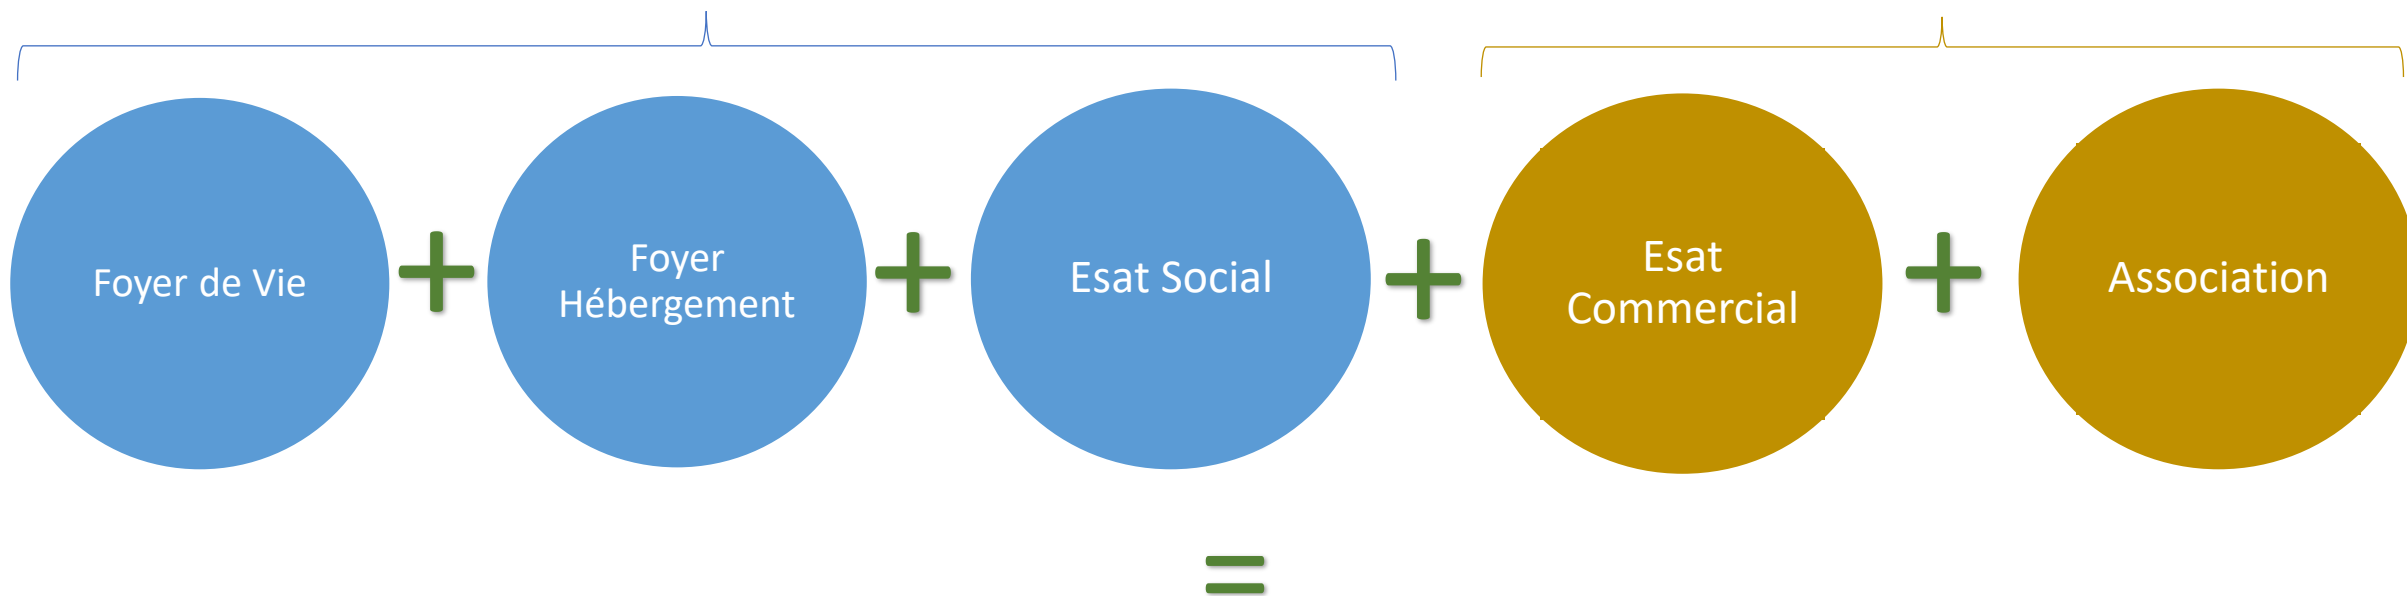 Foyer de Vie
+
Foyer
Hébergement
+
Esat Social
+
Esat
Commercial
+
Association
=